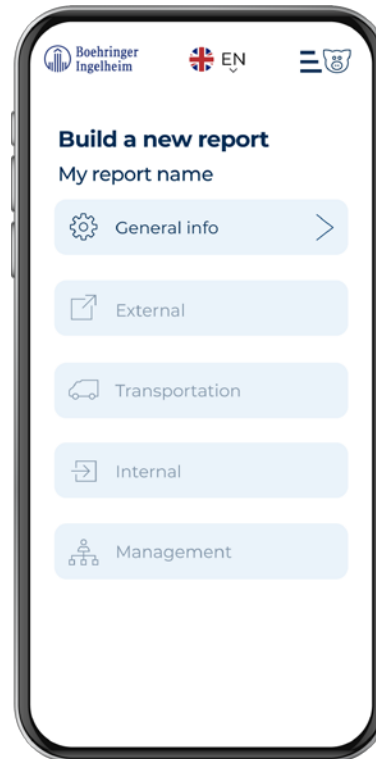 Boehringer
Ingelheim
EN
Build a new report
My report name
General info
External
Transportation
Internal
Management